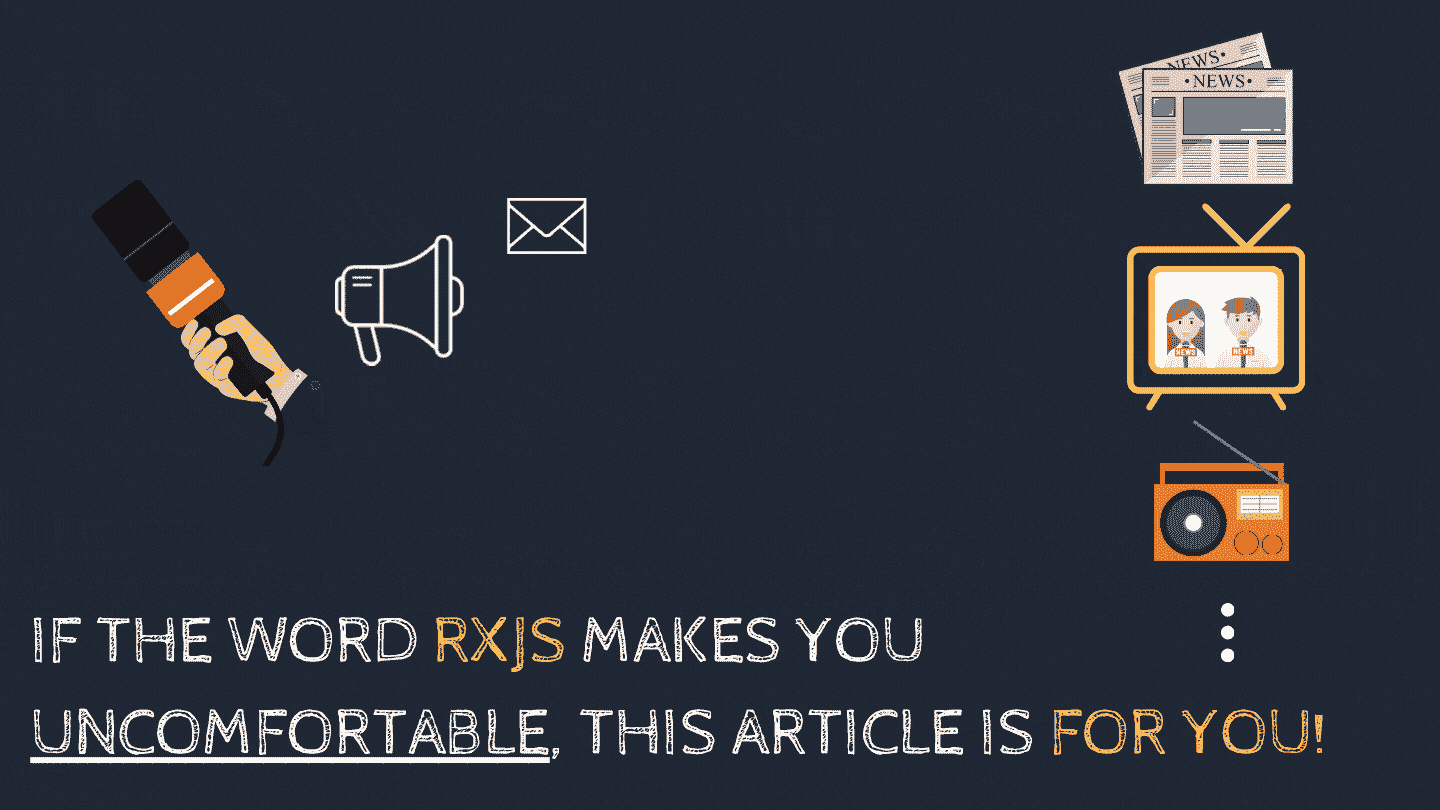 NEWS•
•NEWS•
NEWS
NEWS
IF THE WORD RXJS MAKES YOU
UNCOMFORTABLE, THIS ARTICLE IS FOR YOU!